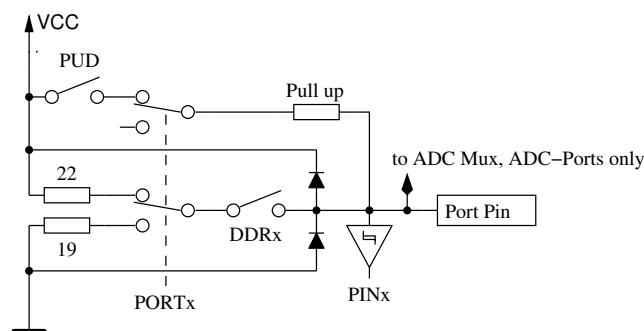 VCC
PUD
Pull up
to ADC Mux, ADC−Ports only
22
Port Pin
DDRx
19
PINx
PORTx